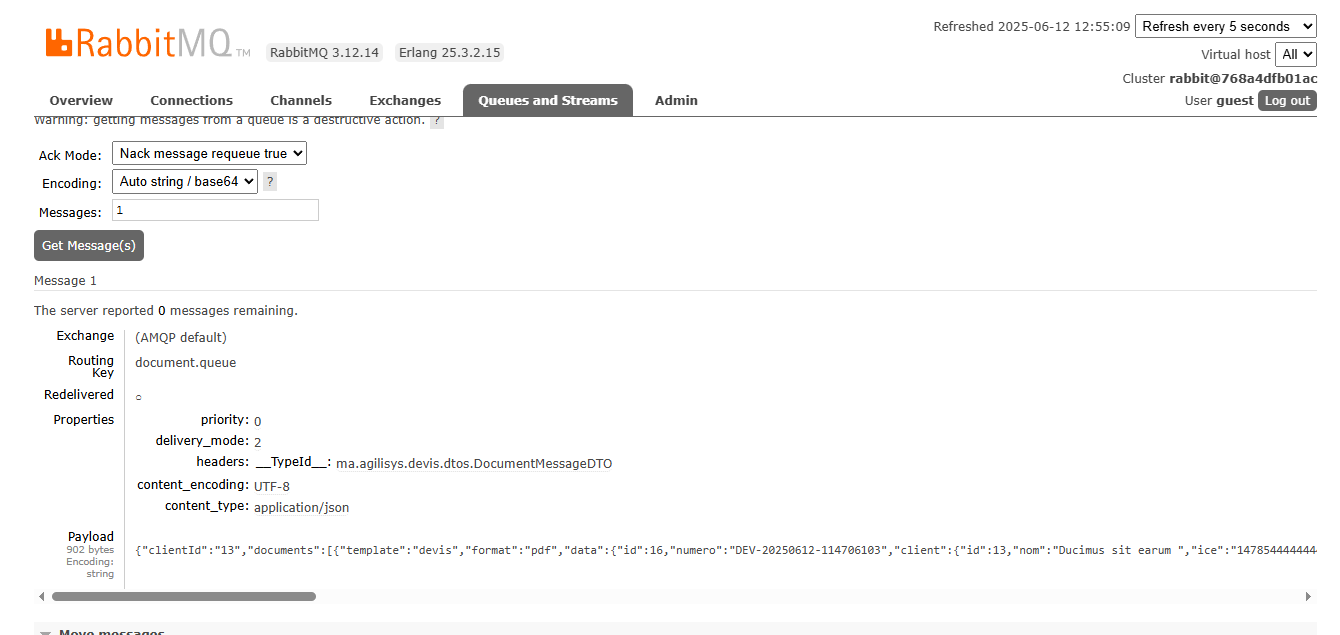 RabbitMQ TM RabbitMQ 3.12.14 Erlang 25.3.2.15
Refreshed 2025-06-12 12:55:09 Refresh every 5 seconds
Virtual host All
Cluster rabbit@768a4dfb01ac
User guest Log out
Overview Connections Channels Exchanges Queues and Streams Admin
Warning: getting messages from a queue is a destructive action. ?
Ack Mode: Nack message requeue true
Encoding: Auto string / base64 ?
Messages: 1
Get Message(s)
Message 1
The server reported 0 messages remaining.
Exchange (AMQP default)
Routing Key document.queue
Redelivered ○
Properties priority: 0
delivery_mode: 2
headers: __TypeId__: ma.agilisys.devis.dtos.DocumentMessageDTO
content_encoding: UTF-8
content_type: application/json
Payload
902 bytes
Encoding: string
{"clientId":"13","documents":[{"template":"devis","format":"pdf","data":{"id":16,"numero":"DEV-20250612-114706103","client":{"id":13,"nom":"Ducimus sit earum ","ice":"147854444444
Move messages